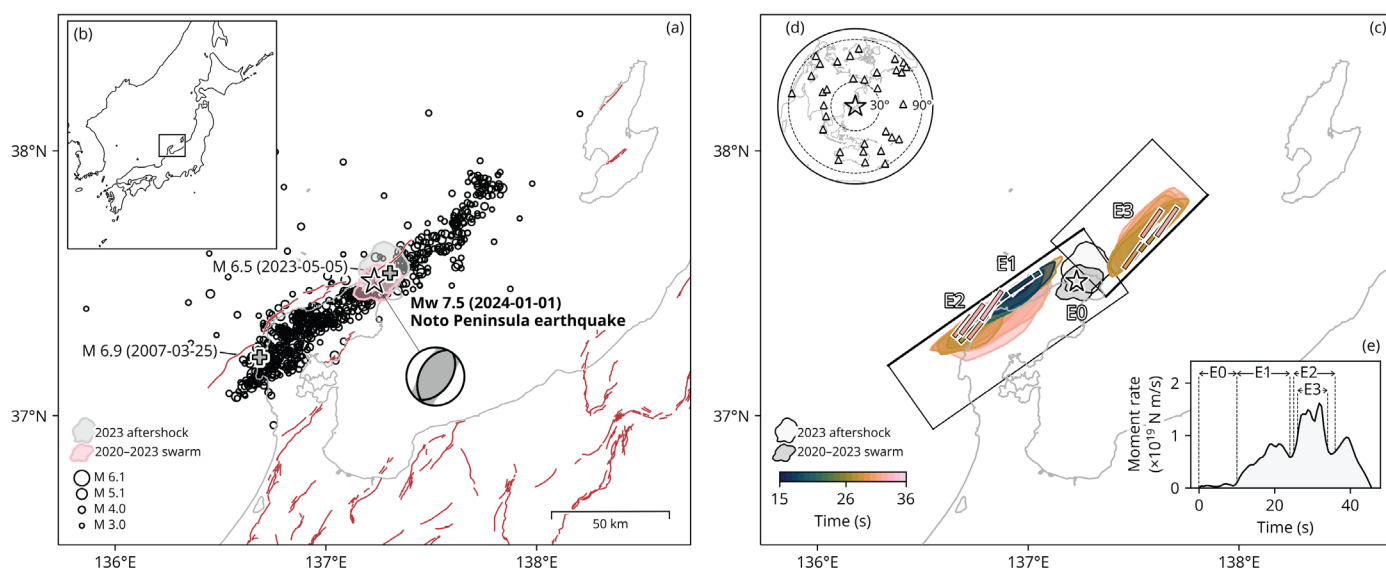 (b)
(a)
38°N
M 6.5 (2023-05-05)
Mw 7.5 (2024-01-01)
Noto Peninsula earthquake
M 6.9 (2007-03-25)
37°N
2023 aftershock
2020–2023 swarm
M 6.1
M 5.1
M 4.0
M 3.0
50 km
136°E
137°E
138°E
(d)
(c)
30°
90°
38°N
E3
E1
E2
E0
(e)
37°N
2023 aftershock
2020–2023 swarm
15
26
36
Time (s)
Moment rate
(×10¹⁹ N m/s)
2
1
0
E0
E1
E2
E3
0
20
40
Time (s)
136°E
137°E
138°E